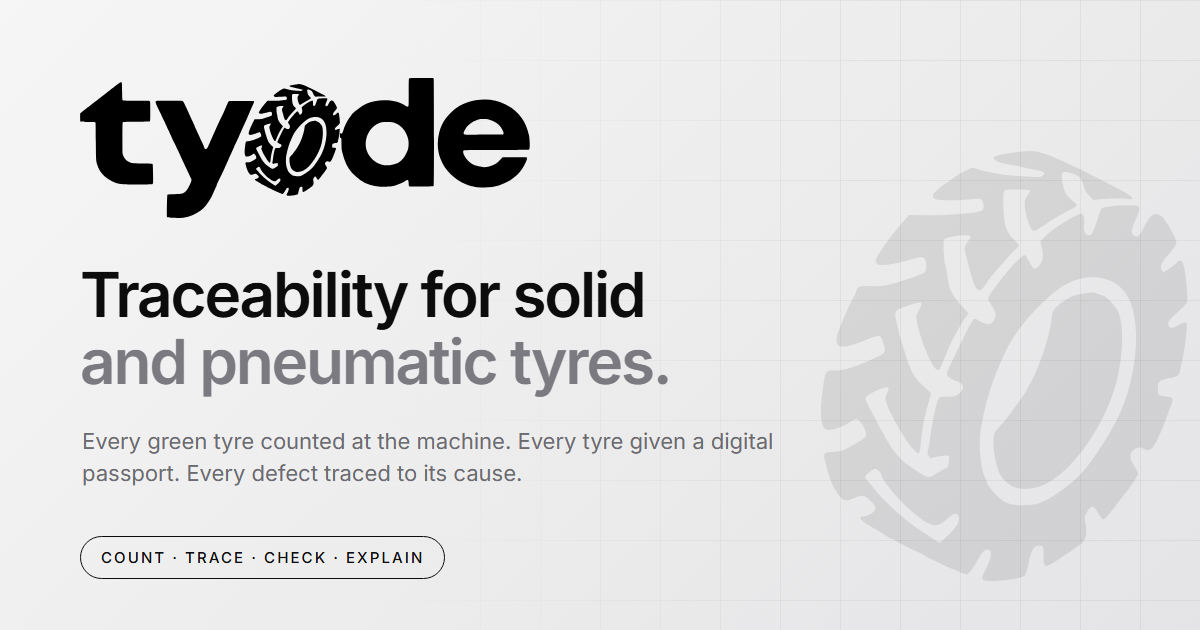 tyode
Traceability for solid
and pneumatic tyres.
Every green tyre counted at the machine. Every tyre given a digital
passport. Every defect traced to its cause.
COUNT · TRACE · CHECK · EXPLAIN